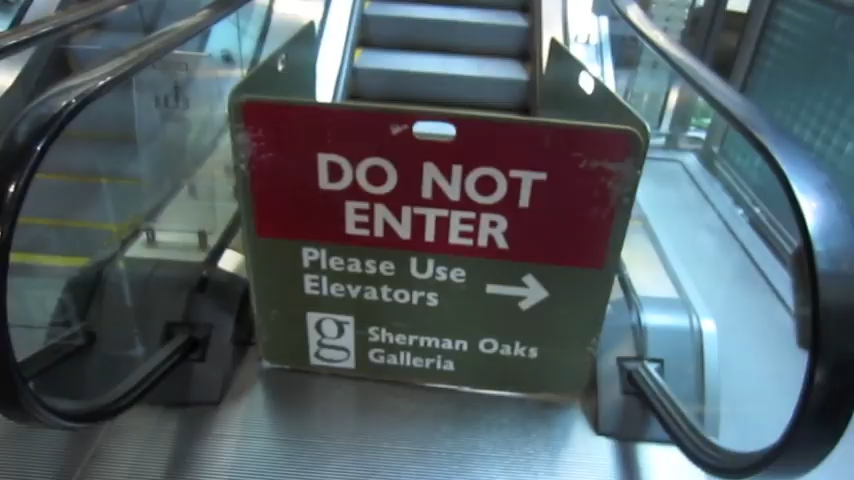 DO NOT
ENTER
Please Use
Elevators →
g Sherman Oaks
Galleria